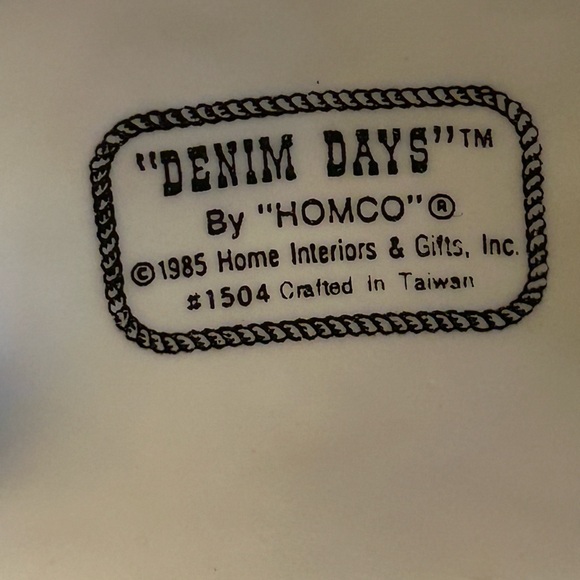 "DENIM DAYS"™
By "HOMCO"®
©1985 Home Interiors & Gifts, Inc.
#1504 Crafted in Taiwan